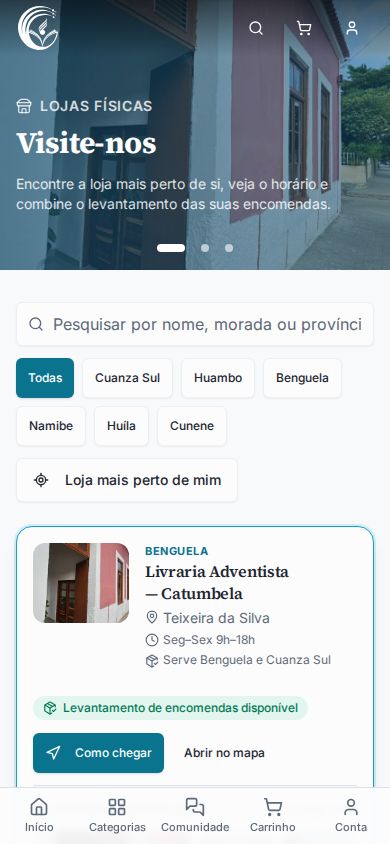 LOJAS FÍSICAS
Visite-nos
Encontre a loja mais perto de si, veja o horário e
combine o levantamento das suas encomendas.
Pesquisar por nome, morada ou provínci
Todas
Cuanza Sul
Huambo
Benguela
Namibe
Huíla
Cunene
Loja mais perto de mim
BENGUELA
Livraria Adventista
— Catumbela
Teixeira da Silva
Seg–Sex 9h–18h
Serve Benguela e Cuanza Sul
Levantamento de encomendas disponível
Como chegar
Abrir no mapa
Início
Categorias
Comunidade
Carrinho
Conta